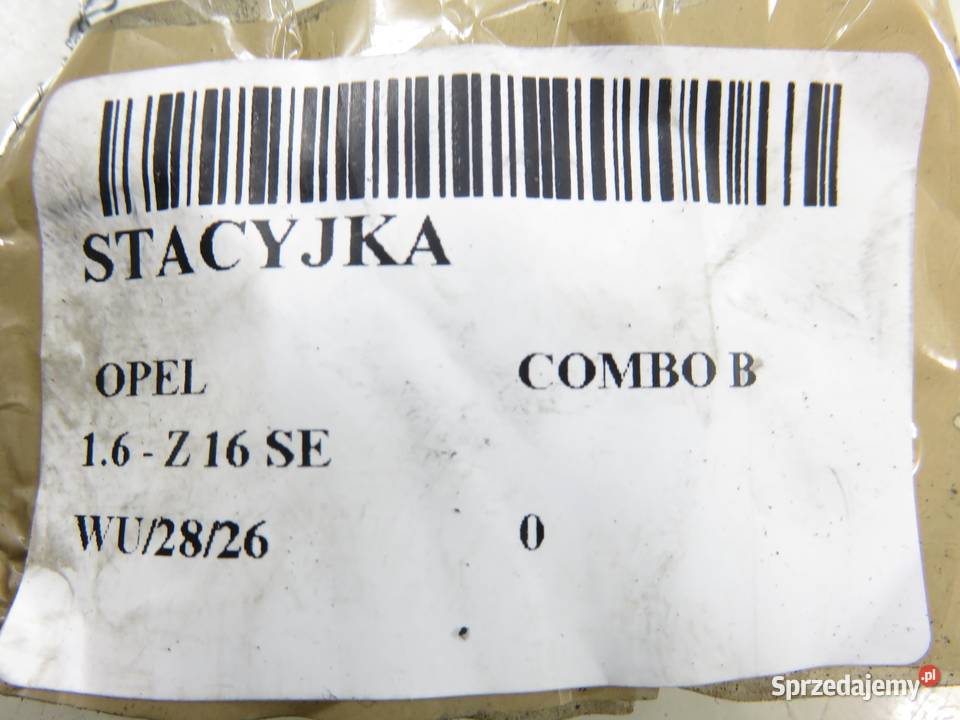 STACYJKA
OPEL COMBO B
1.6 - Z 16 SE
WU/28/26 0
Sprzedajemy.pl